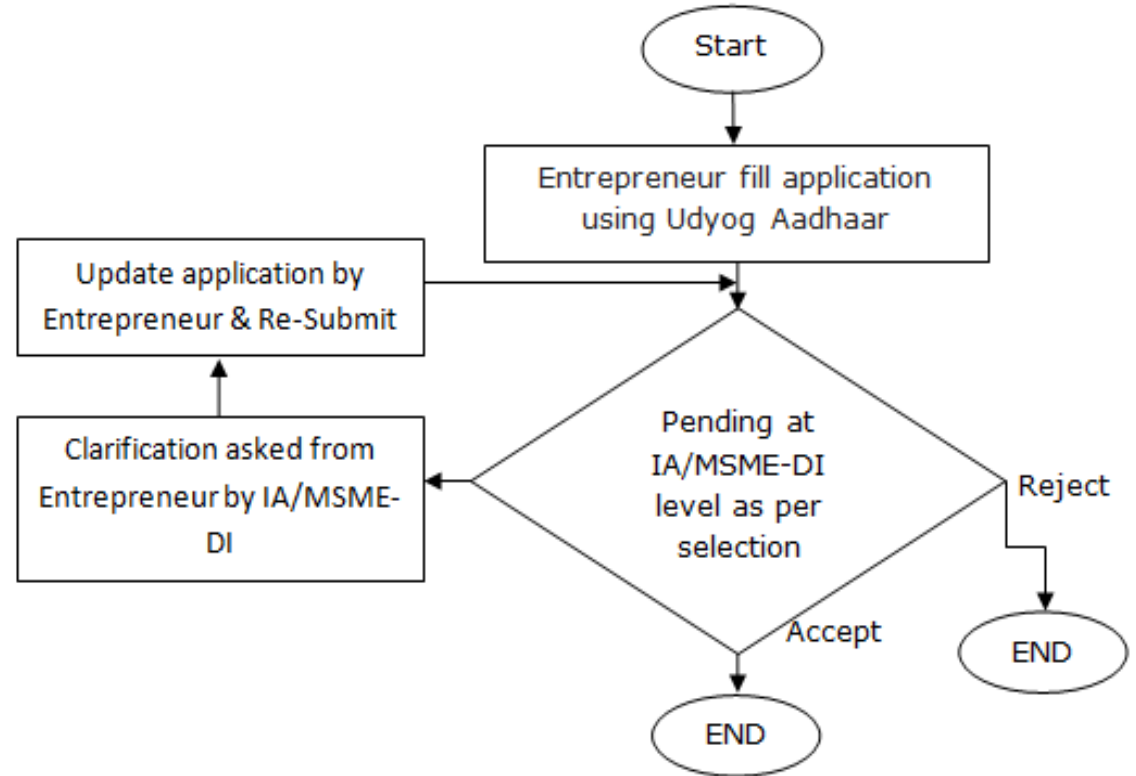 Start
Entrepreneur fill application
using Udyog Aadhaar
Update application by
Entrepreneur & Re-Submit
Clarification asked from
Entrepreneur by IA/MSME-
DI
Pending at
IA/MSME-DI
level as per
selection
Reject
Accept
END
END